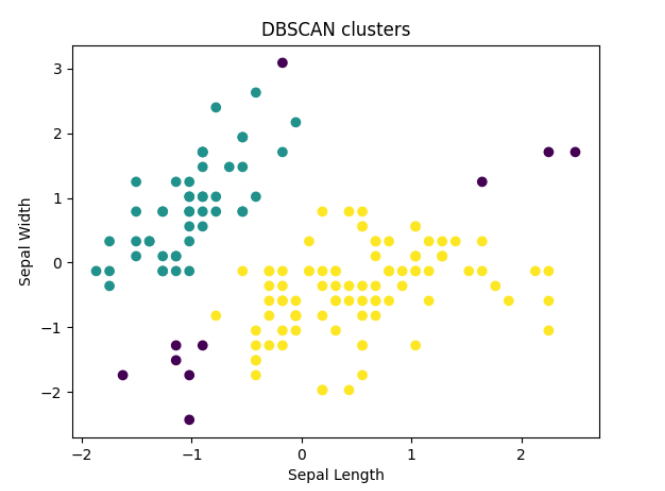 DBSCAN clusters
3
2
1
0
−1
−2
Sepal Width
−2 −1 0 1 2
Sepal Length